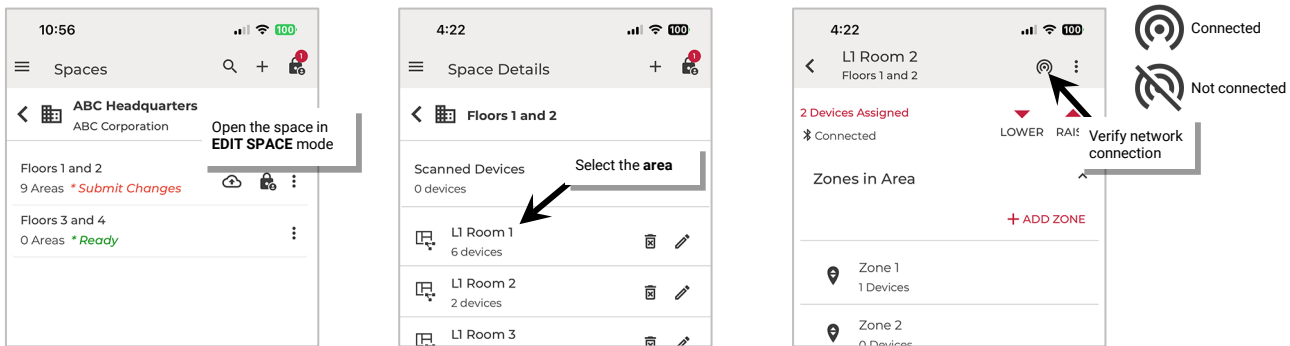 10:56
100
Spaces
1
ABC Headquarters
ABC Corporation
Open the space in
EDIT SPACE mode
Floors 1 and 2
9 Areas * Submit Changes
Floors 3 and 4
0 Areas * Ready
4:22
100
Space Details
1
Floors 1 and 2
Scanned Devices
0 devices
Select the area
L1 Room 1
6 devices
L1 Room 2
2 devices
L1 Room 3
4:22
100
L1 Room 2
Floors 1 and 2
2 Devices Assigned
Connected
LOWER
Verify network
connection
Zones in Area
+ ADD ZONE
Zone 1
1 Devices
Zone 2
0 Devices
Connected
Not connected